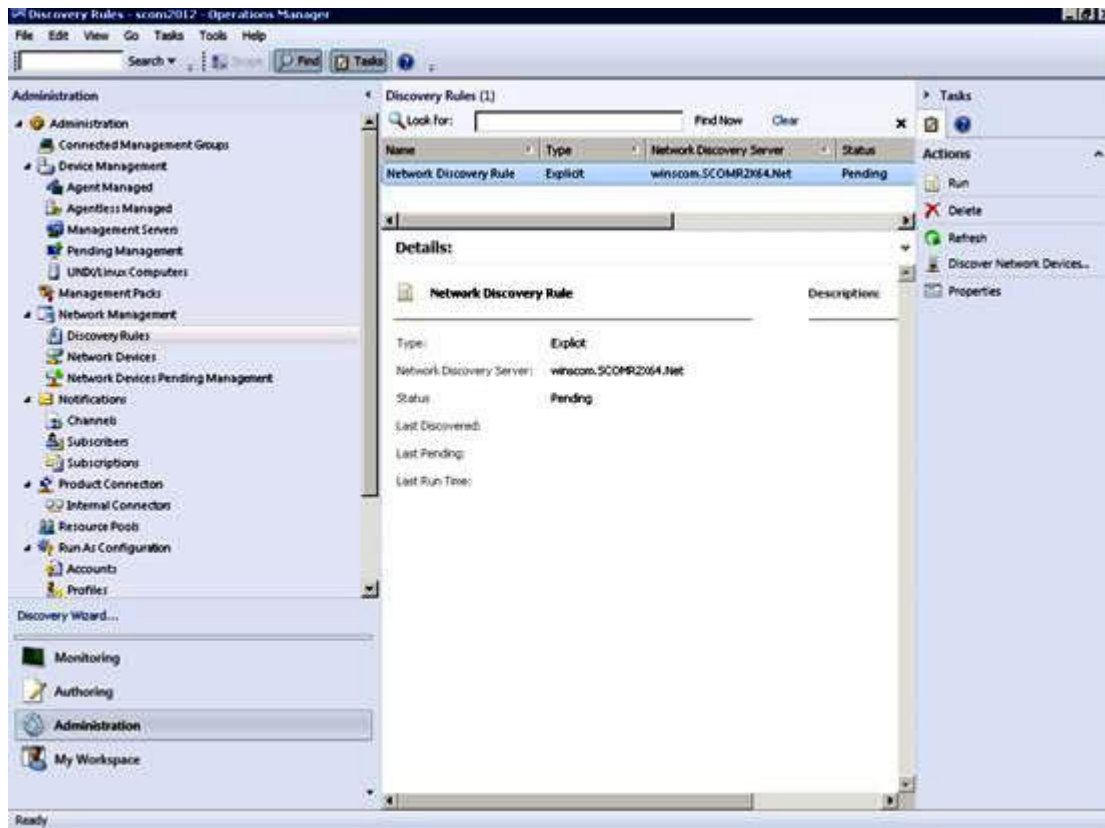 Discovery Rules - scom2012 - Operations Manager
File Edit View Go Tasks Tools Help
Search Scope Find Tasks
Administration
Administration
Connected Management Groups
Device Management
Agent Managed
Agentless Managed
Management Servers
Pending Management
UNIX/Linux Computers
Management Packs
Network Management
Discovery Rules
Network Devices
Network Devices Pending Management
Notifications
Channels
Subscribers
Subscriptions
Product Connectors
Internal Connectors
Resource Pools
Run As Configuration
Accounts
Profiles
Discovery Wizard...
Monitoring
Authoring
Administration
My Workspace
Ready
Discovery Rules (1)
Look for: Find Now Clear
Name Type Network Discovery Server Status
Network Discovery Rule Explicit winscom.SCOMR2X64.Net Pending
Details:
Network Discovery Rule Description:
Type: Explicit
Network Discovery Server: winscom.SCOMR2X64.Net
Status Pending
Last Discovered:
Last Pending:
Last Run Time:
Tasks
Actions
Run
Delete
Refresh
Discover Network Devices...
Properties